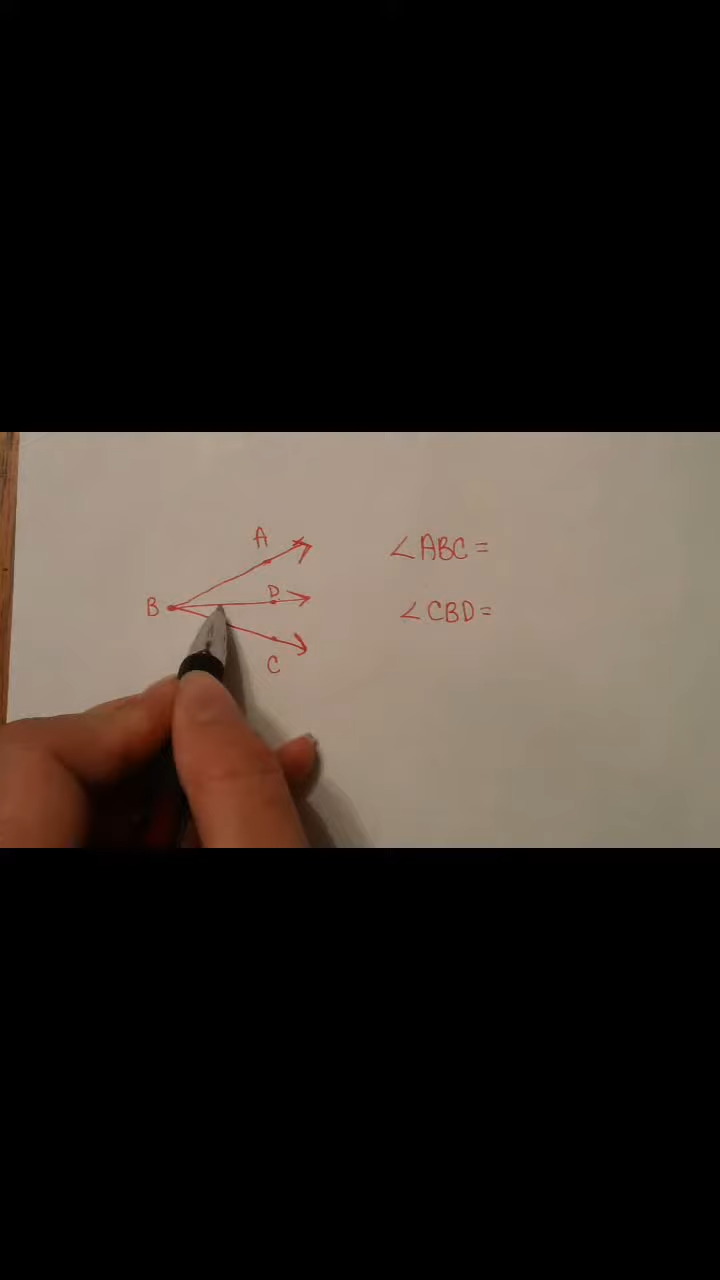 A
∠ABC =
D
B
∠CBD =
C